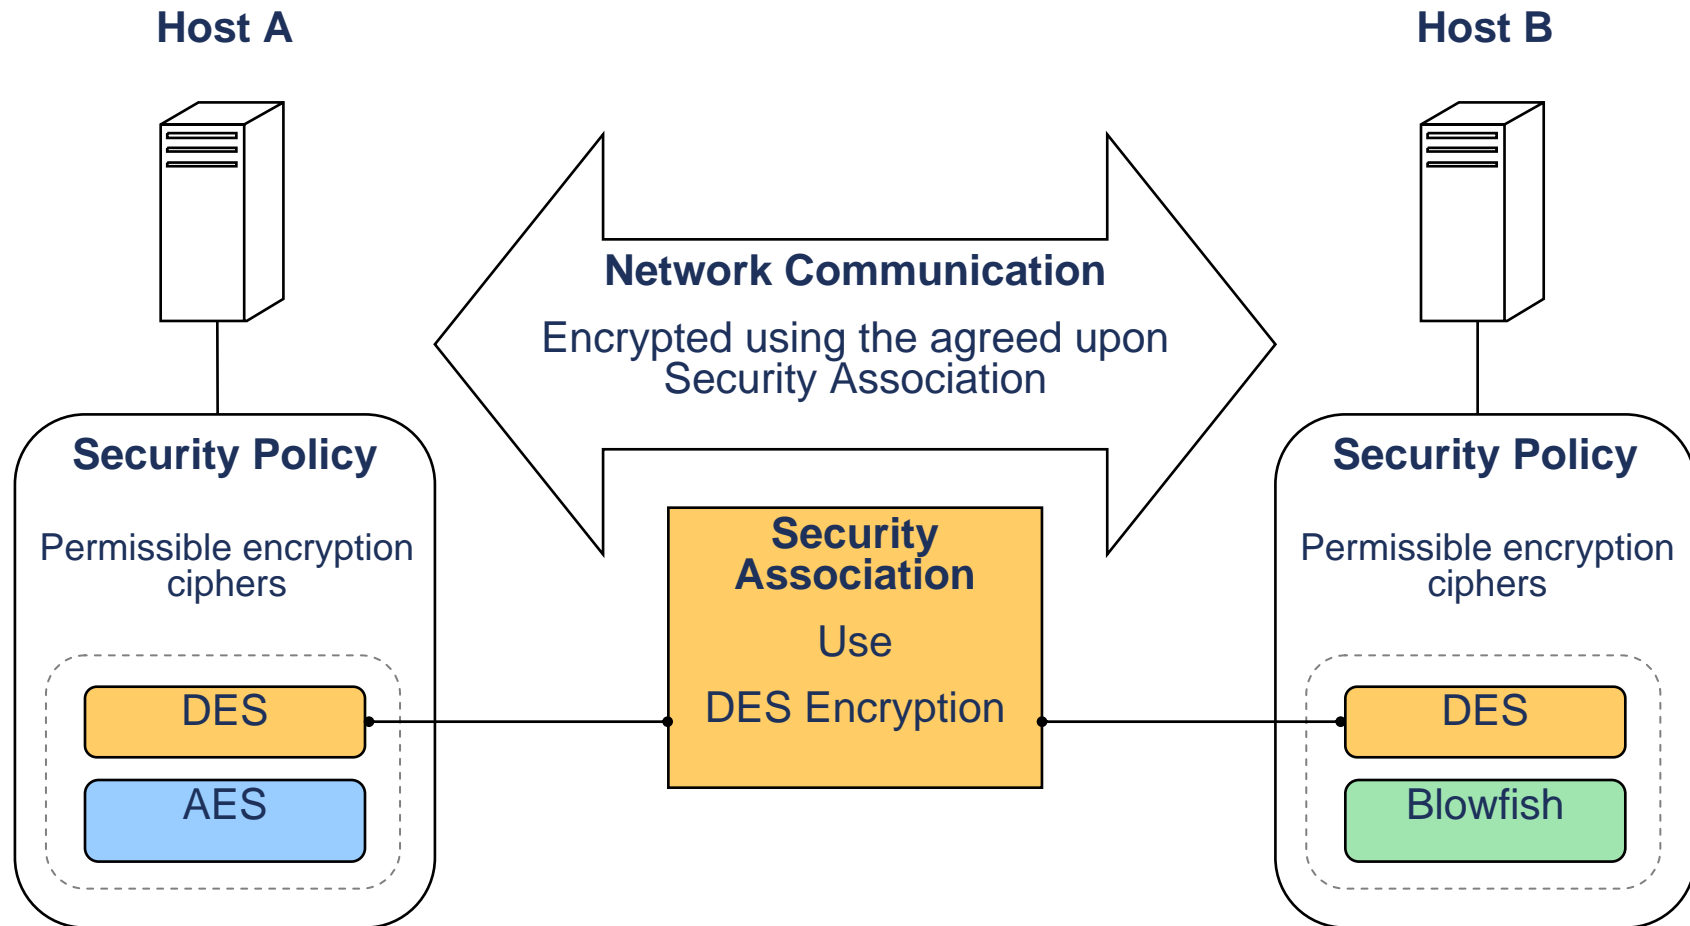 Host A
Host B
Network Communication
Encrypted using the agreed upon
Security Association
Security Policy
Permissible encryption
ciphers
DES
AES
Security
Association
Use
DES Encryption
Security Policy
Permissible encryption
ciphers
DES
Blowfish